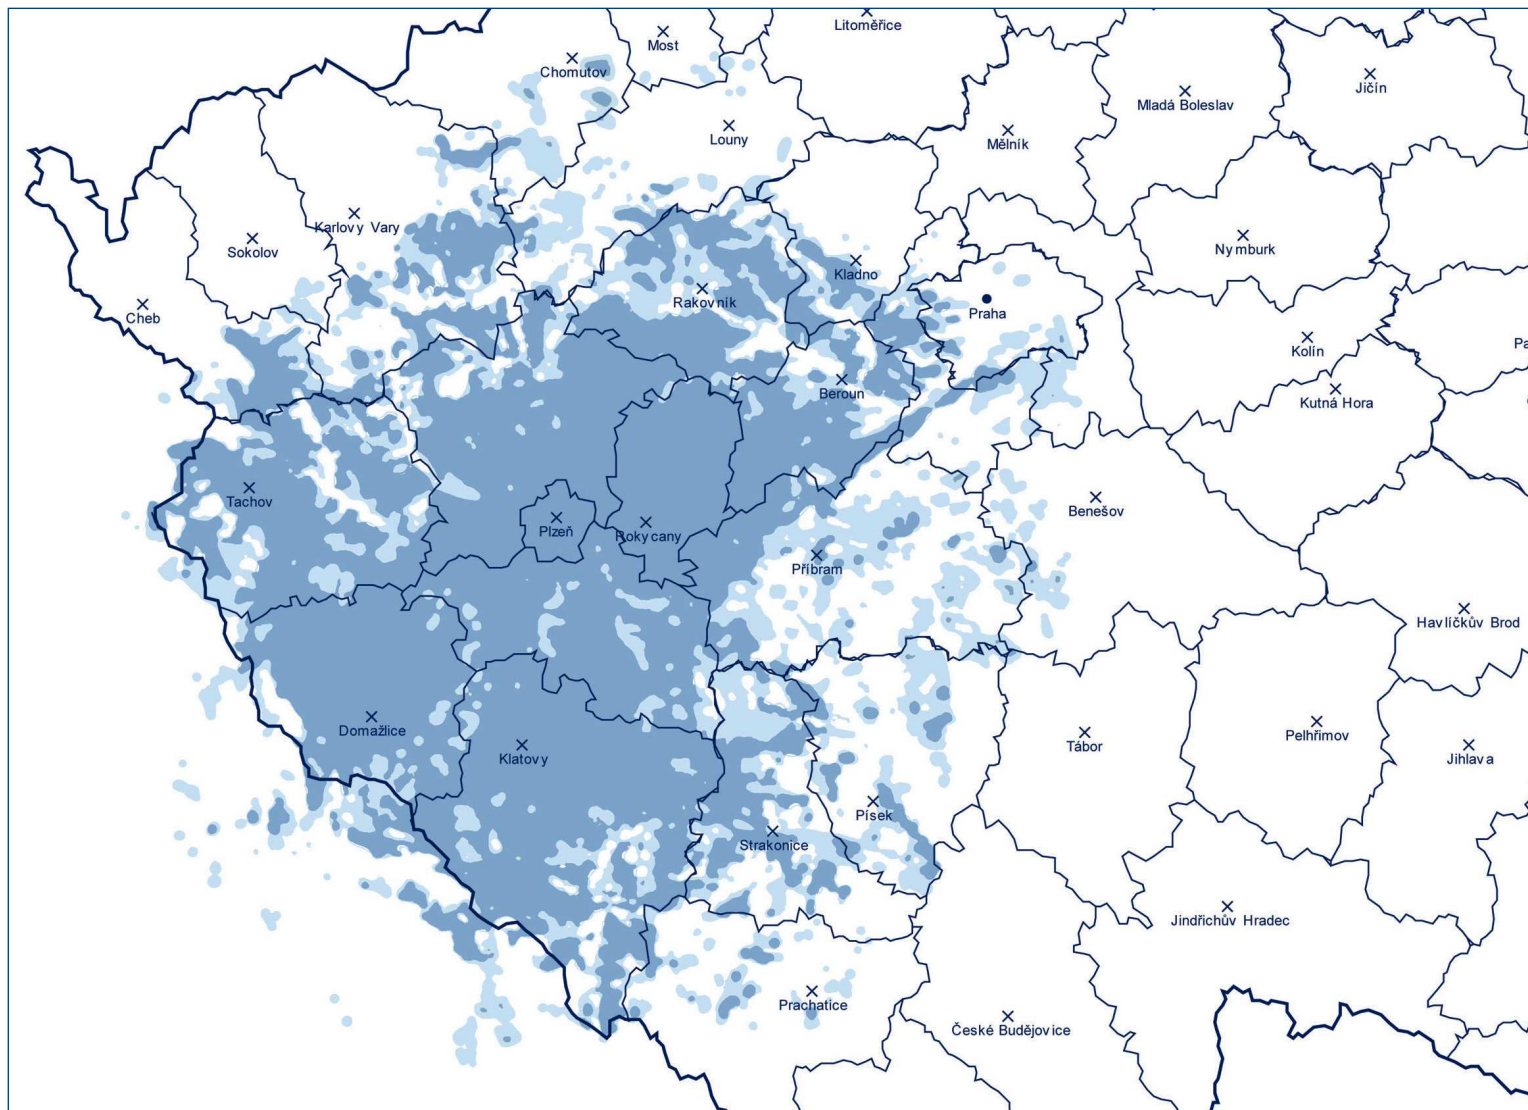 Litoměřice
Most
Chomutov
Jičín
Mladá Boleslav
Louny
Mělník
Karlovy Vary
Sokolov
Nymburk
Kladno
Rakovník
Praha
Cheb
Kolín
Pa
Beroun
Kutná Hora
Tachov
Benešov
Plzeň
Rokycany
Příbram
Havlíčkův Brod
Domažlice
Pelhřimov
Tábor
Klatovy
Jihlava
Písek
Strakonice
Jindřichův Hradec
Prachatice
České Budějovice